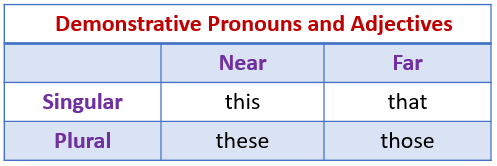 Demonstrative Pronouns and Adjectives
Near Far
Singular this that
Plural these those